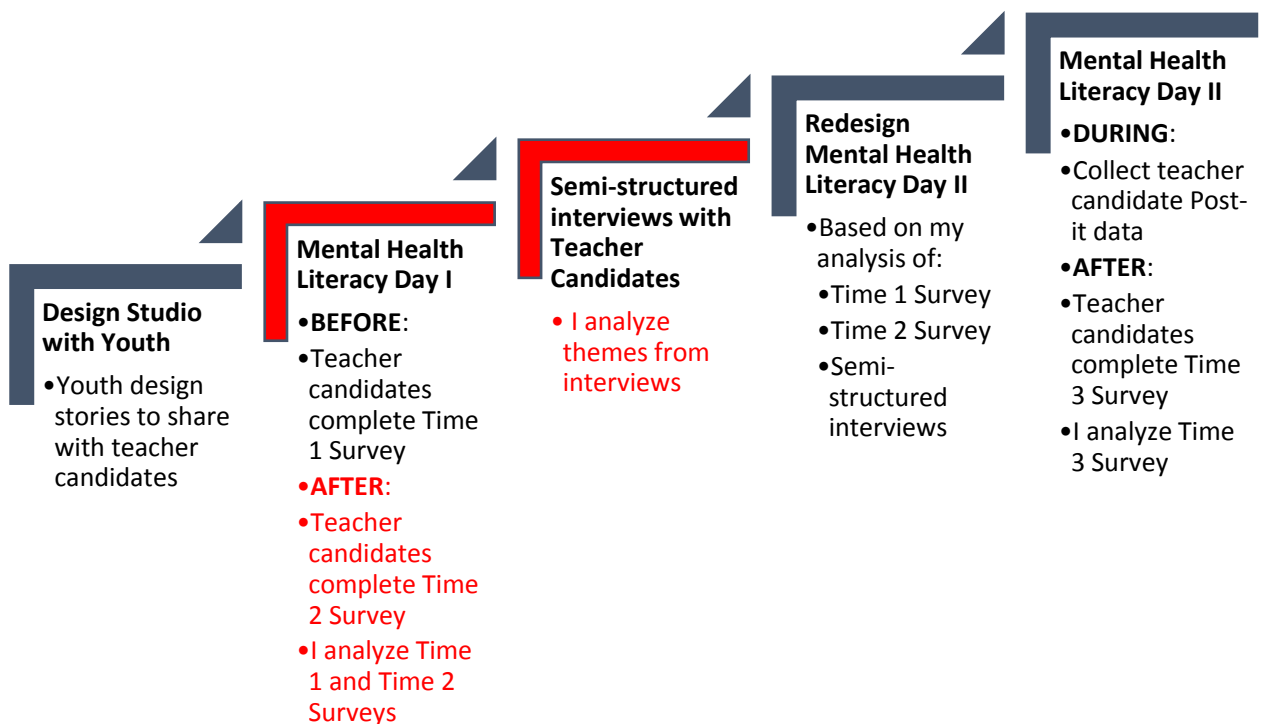 Design Studio
with Youth
•Youth design
stories to share
with teacher
candidates
Mental Health
Literacy Day I
•BEFORE:
•Teacher
candidates
complete Time
1 Survey
•AFTER:
•Teacher
candidates
complete Time
2 Survey
•I analyze Time
1 and Time 2
Surveys
Semi-structured
interviews with
Teacher
Candidates
• I analyze
themes from
interviews
Redesign
Mental Health
Literacy Day II
•Based on my
analysis of:
•Time 1 Survey
•Time 2 Survey
•Semi-
structured
interviews
Mental Health
Literacy Day II
•DURING:
•Collect teacher
candidate Post-
it data
•AFTER:
•Teacher
candidates
complete Time
3 Survey
•I analyze Time
3 Survey